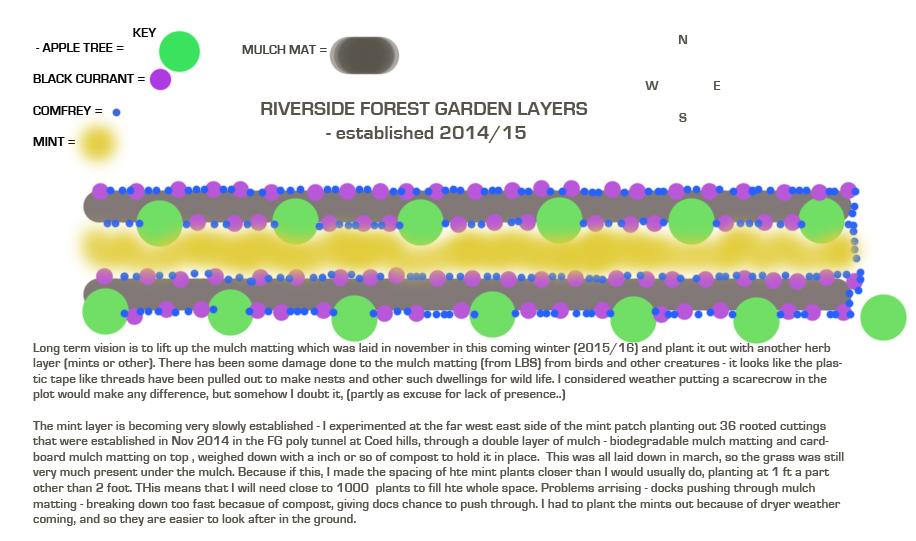 KEY
- APPLE TREE =
BLACK CURRANT =
COMFREY =
MINT =
MULCH MAT =
RIVERSIDE FOREST GARDEN LAYERS
- established 2014/15
N
W E
S
Long term vision is to lift up the mulch matting which was laid in november in this coming winter (2015/16) and plant it out with another herb
layer (mints or other). There has been some damage done to the mulch matting (from LBS) from birds and other creatures - it looks like the plas-
tic tape like threads have been pulled out to make nests and other such dwellings for wild life. I considered weather putting a scarecrow in the
plot would make any difference, but somehow I doubt it, (partly as excuse for lack of presence..)
The mint layer is becoming very slowly established - I experimented at the far west east side of the mint patch planting out 36 rooted cuttings
that were established in Nov 2014 in the FG poly tunnel at Coed hills, through a double layer of mulch - biodegradable mulch matting and card-
board mulch matting on top , weighed down with a inch or so of compost to hold it in place.  This was all laid down in march, so the grass was still
very much present under the mulch. Because if this, I made the spacing of hte mint plants closer than I would usually do, planting at 1 ft a part
other than 2 foot. THis means that I will need close to 1000  plants to fill hte whole space. Problems arrising - docks pushing through mulch
matting - breaking down too fast becasue of compost, giving docs chance to push through. I had to plant the mints out because of dryer weather
coming, and so they are easier to look after in the ground.